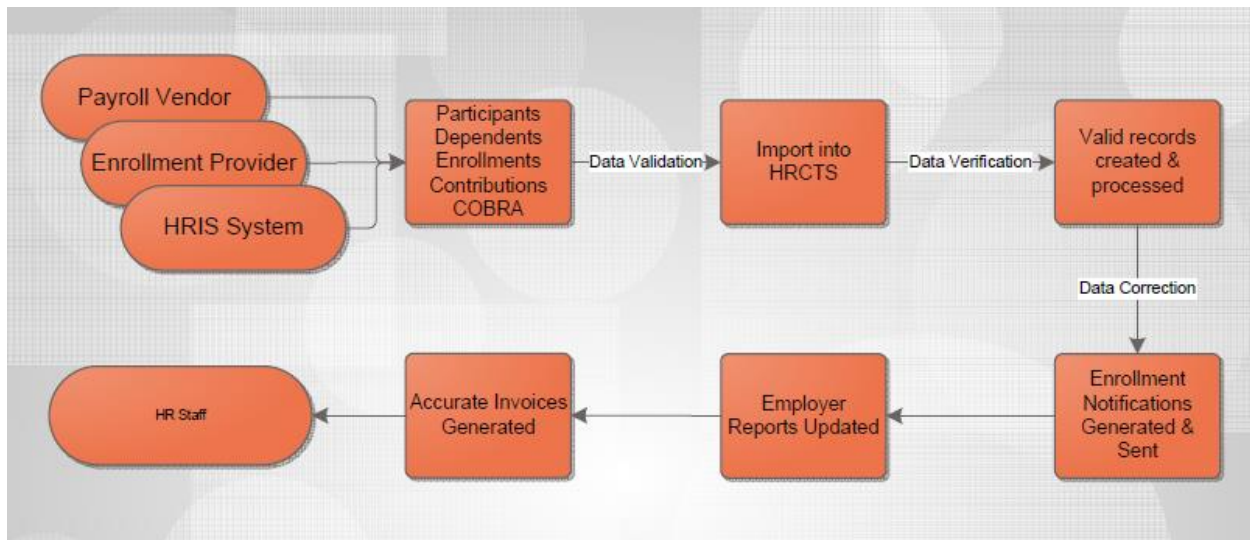 Payroll Vendor
Enrollment Provider
HRIS System
Participants
Dependents
Enrollments
Contributions
COBRA
Data Validation
Import into
HRCTS
Data Verification
Valid records
created &
processed
Data Correction
Enrollment
Notifications
Generated &
Sent
Employer
Reports Updated
Accurate Invoices
Generated
HR Staff